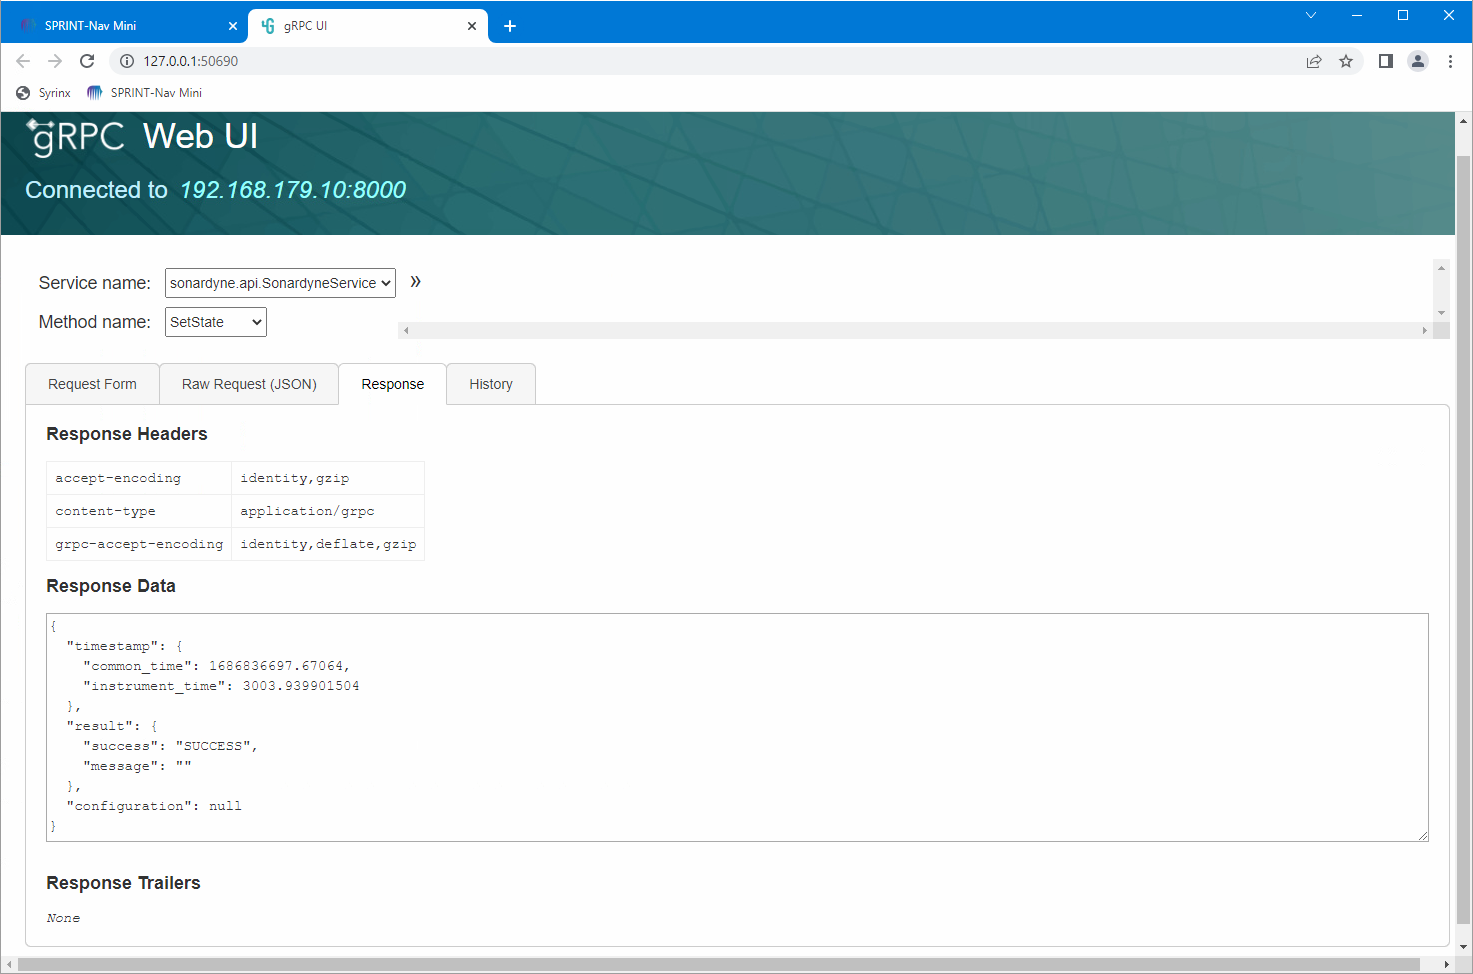 SPRINT-Nav Mini
gRPC UI
127.0.0.1:50690
Syrinx
SPRINT-Nav Mini
gRPC Web UI
Connected to 192.168.179.10:8000
Service name: sonardyne.api.SonardyneService »
Method name: SetState
Request Form
Raw Request (JSON)
Response
History
Response Headers
accept-encoding identity,gzip
content-type application/grpc
grpc-accept-encoding identity,deflate,gzip
Response Data
{
"timestamp": {
"common_time": 1686836697.67064,
"instrument_time": 3003.939901504
},
"result": {
"success": "SUCCESS",
"message": ""
},
"configuration": null
}
Response Trailers
None